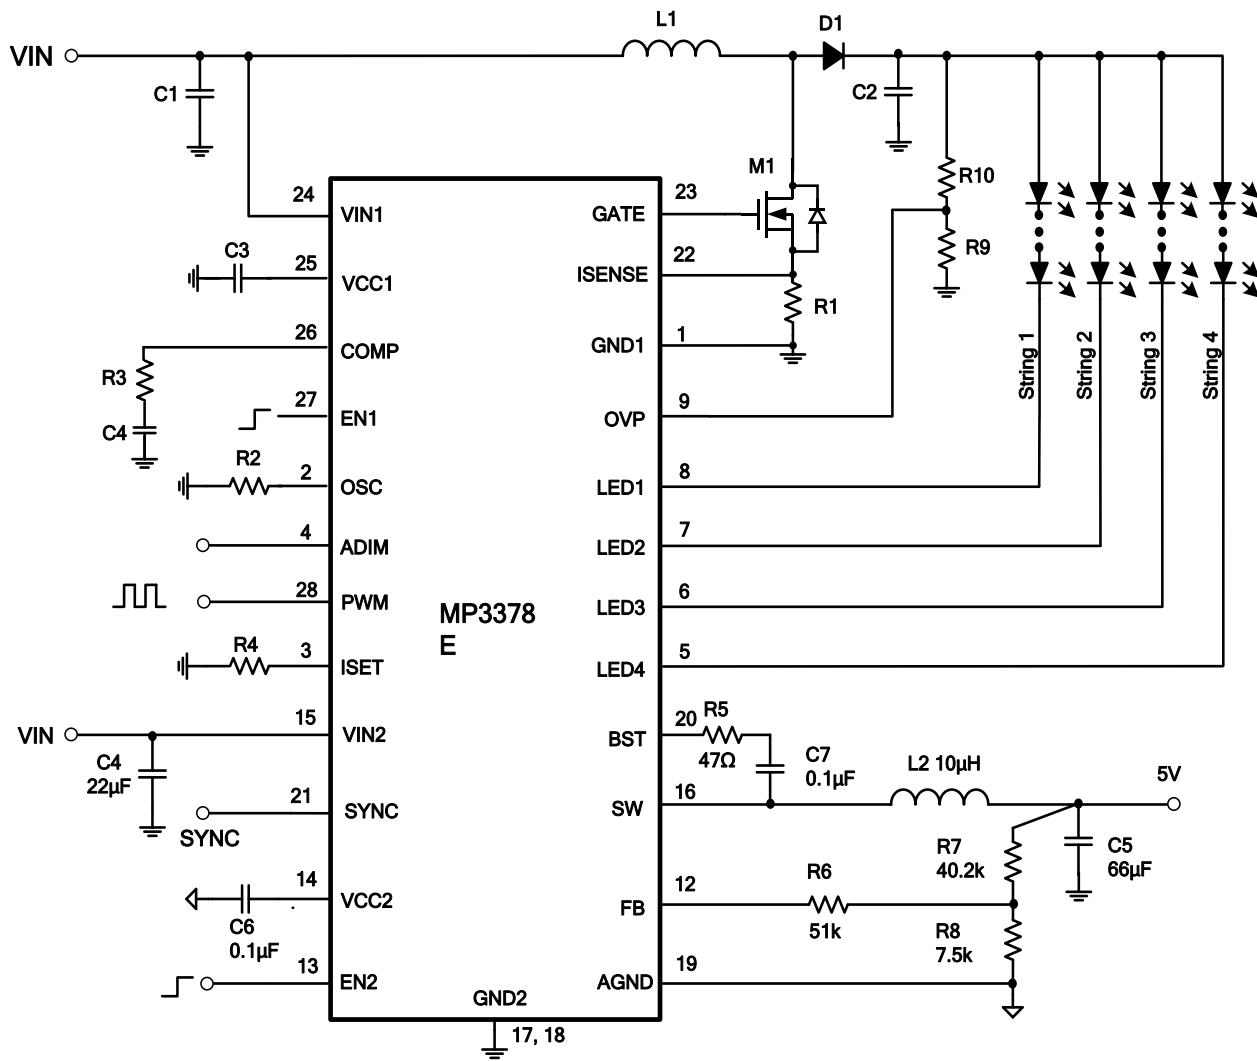 L1
D1
VIN
C1
C2
M1
R10
24
VIN1
23
GATE
R9
C3
25
VCC1
22
ISENSE
R1
26
COMP
1
GND1
R3
27
EN1
9
OVP
C4
String 1
String 2
String 3
String 4
R2
2
OSC
8
LED1
4
ADIM
7
LED2
28
PWM
MP3378
E
6
LED3
R4
3
ISET
5
LED4
VIN
15
VIN2
20
BST
R5
47Ω
C7
0.1µF
C4
22µF
L2 10µH
5V
21
SYNC
SYNC
16
SW
R7
40.2k
C5
66µF
14
VCC2
C6
0.1µF
12
FB
R6
51k
R8
7.5k
13
EN2
19
AGND
GND2
17, 18